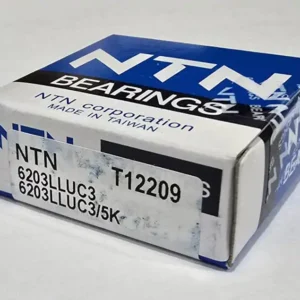 NTN
BEARINGS
NTN corporation
MADE IN TAIWAN
NTN T12209
6203LLUC3
6203LLUC3/5K